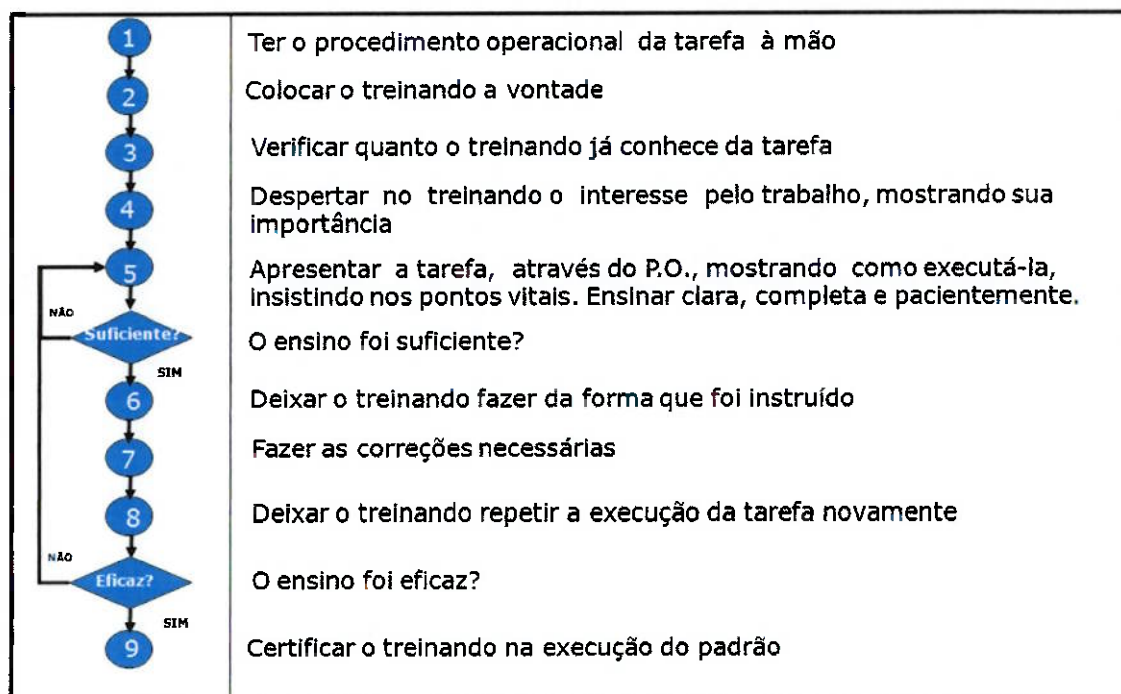 1
Ter o procedimento operacional da tarefa à mão
2
Colocar o treinando a vontade
3
Verificar quanto o treinando já conhece da tarefa
4
Despertar no treinando o interesse pelo trabalho, mostrando sua
importância
5
Apresentar a tarefa, através do P.O., mostrando como executá-la,
insistindo nos pontos vitais. Ensinar clara, completa e pacientemente.
NÃO
Suficiente?
O ensino foi suficiente?
SIM
6
Deixar o treinando fazer da forma que foi instruído
7
Fazer as correções necessárias
8
Deixar o treinando repetir a execução da tarefa novamente
NÃO
Eficaz?
O ensino foi eficaz?
SIM
9
Certificar o treinando na execução do padrão